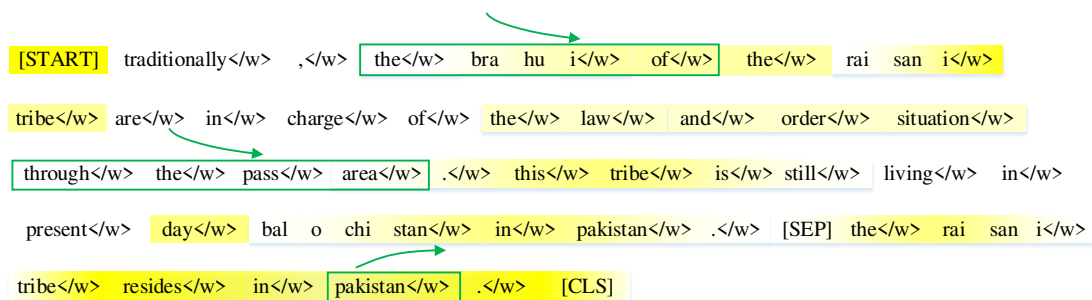 [START] traditionally</w> ,</w> the</w> bra hu i</w> of</w> the</w> rai san i</w>
tribe</w> are</w> in</w> charge</w> of</w> the</w> law</w> and</w> order</w> situation</w>
through</w> the</w> pass</w> area</w> .</w> this</w> tribe</w> is</w> still</w> living</w> in</w>
present</w> day</w> bal o chi stan</w> in</w> pakistan</w> .</w> [SEP] the</w> rai san i</w>
tribe</w> resides</w> in</w> pakistan</w> .</w> [CLS]